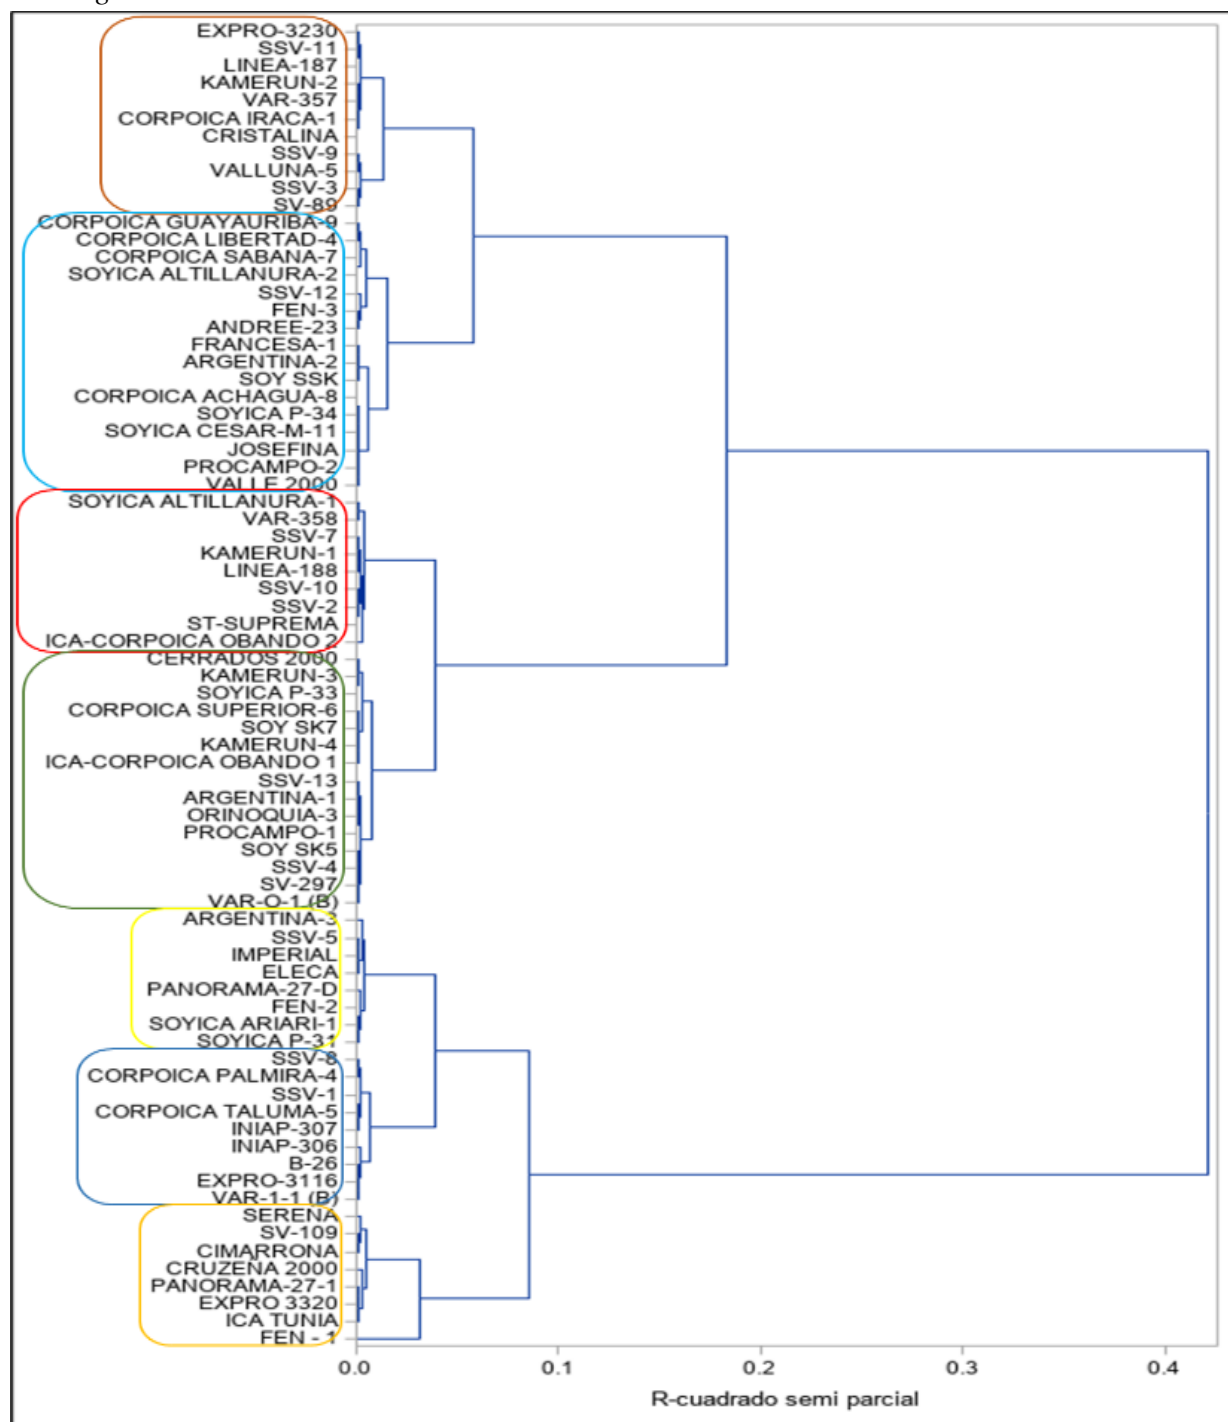 EXPRO-3230
SSV-11
LINEA-187
KAMERUN-2
VAR-357
CORPOICA IRACA-1
CRISTALINA
SSV-9
VALLUNA-5
SSV-3
SV-89
CORPOICA GUAYAURIBA-9
CORPOICA LIBERTAD-4
CORPOICA SABANA-7
SOYICA ALTILLANURA-2
SSV-12
FEN-3
ANDREE-23
FRANCESA-1
ARGENTINA-2
SOY SSK
CORPOICA ACHAGUA-8
SOYICA P-34
SOYICA CESAR-M-11
JOSEFINA
PROCAMPO-2
VALLE 2000
SOYICA ALTILLANURA-1
VAR-358
SSV-7
KAMERUN-1
LINEA-188
SSV-10
SSV-2
ST-SUPREMA
ICA-CORPOICA OBANDO 2
CERRADOS 2000
KAMERUN-3
SOYICA P-33
CORPOICA SUPERIOR-6
SOY SK7
KAMERUN-4
ICA-CORPOICA OBANDO 1
SSV-13
ARGENTINA-1
ORINOQUIA-3
PROCAMPO-1
SOY SK5
SSV-4
SV-297
VAR-O-1 (B)
ARGENTINA-3
SSV-5
IMPERIAL
ELECA
PANORAMA-27-D
FEN-2
SOYICA ARIARI-1
SOYICA P-31
SSV-8
CORPOICA PALMIRA-4
SSV-1
CORPOICA TALUMA-5
INIAP-307
INIAP-306
B-26
EXPRO-3116
VAR-1-1 (B)
SERENA
SV-109
CIMARRONA
CRUZEÑA 2000
PANORAMA-27-1
EXPRO 3320
ICA TUNIA
FEN - 1
0.0 0.1 0.2 0.3 0.4
R-cuadrado semi parcial